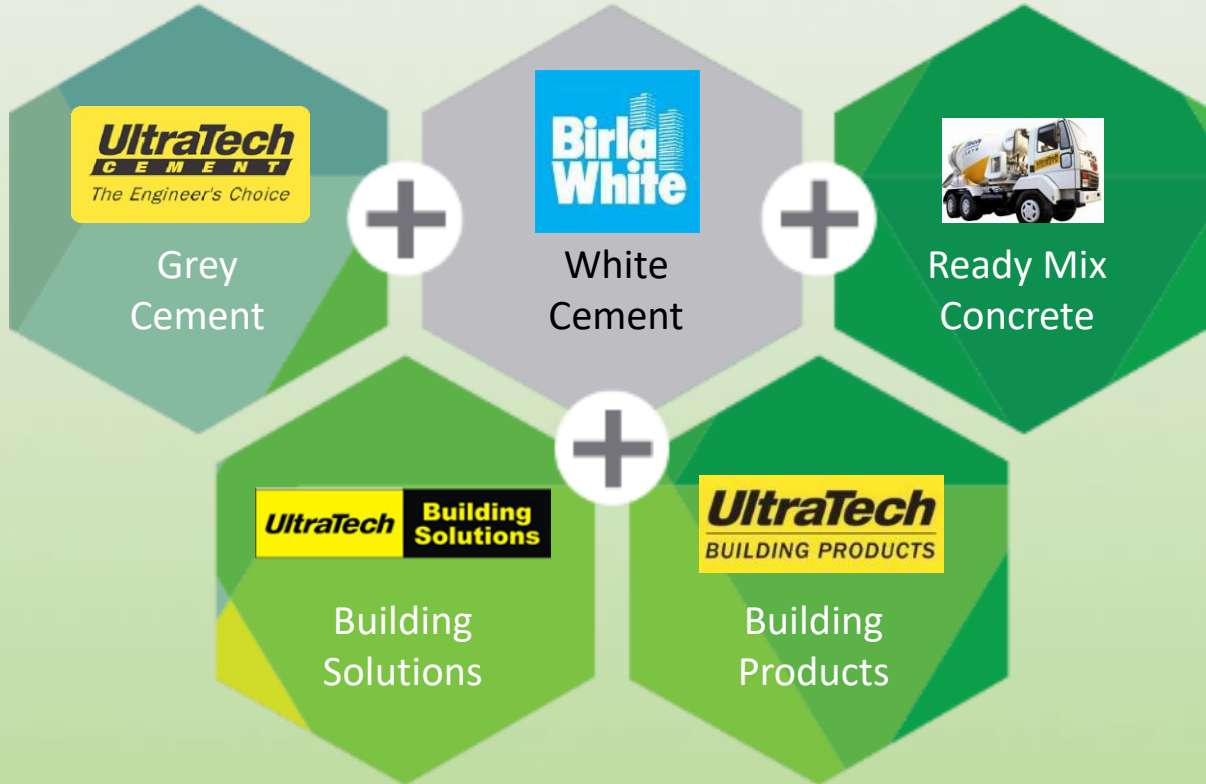 UltraTech
CEMENT
The Engineer's Choice
Grey
Cement
Birla
White
White
Cement
Ready Mix
Concrete
UltraTech
Building
Solutions
Building
Solutions
UltraTech
BUILDING PRODUCTS
Building
Products